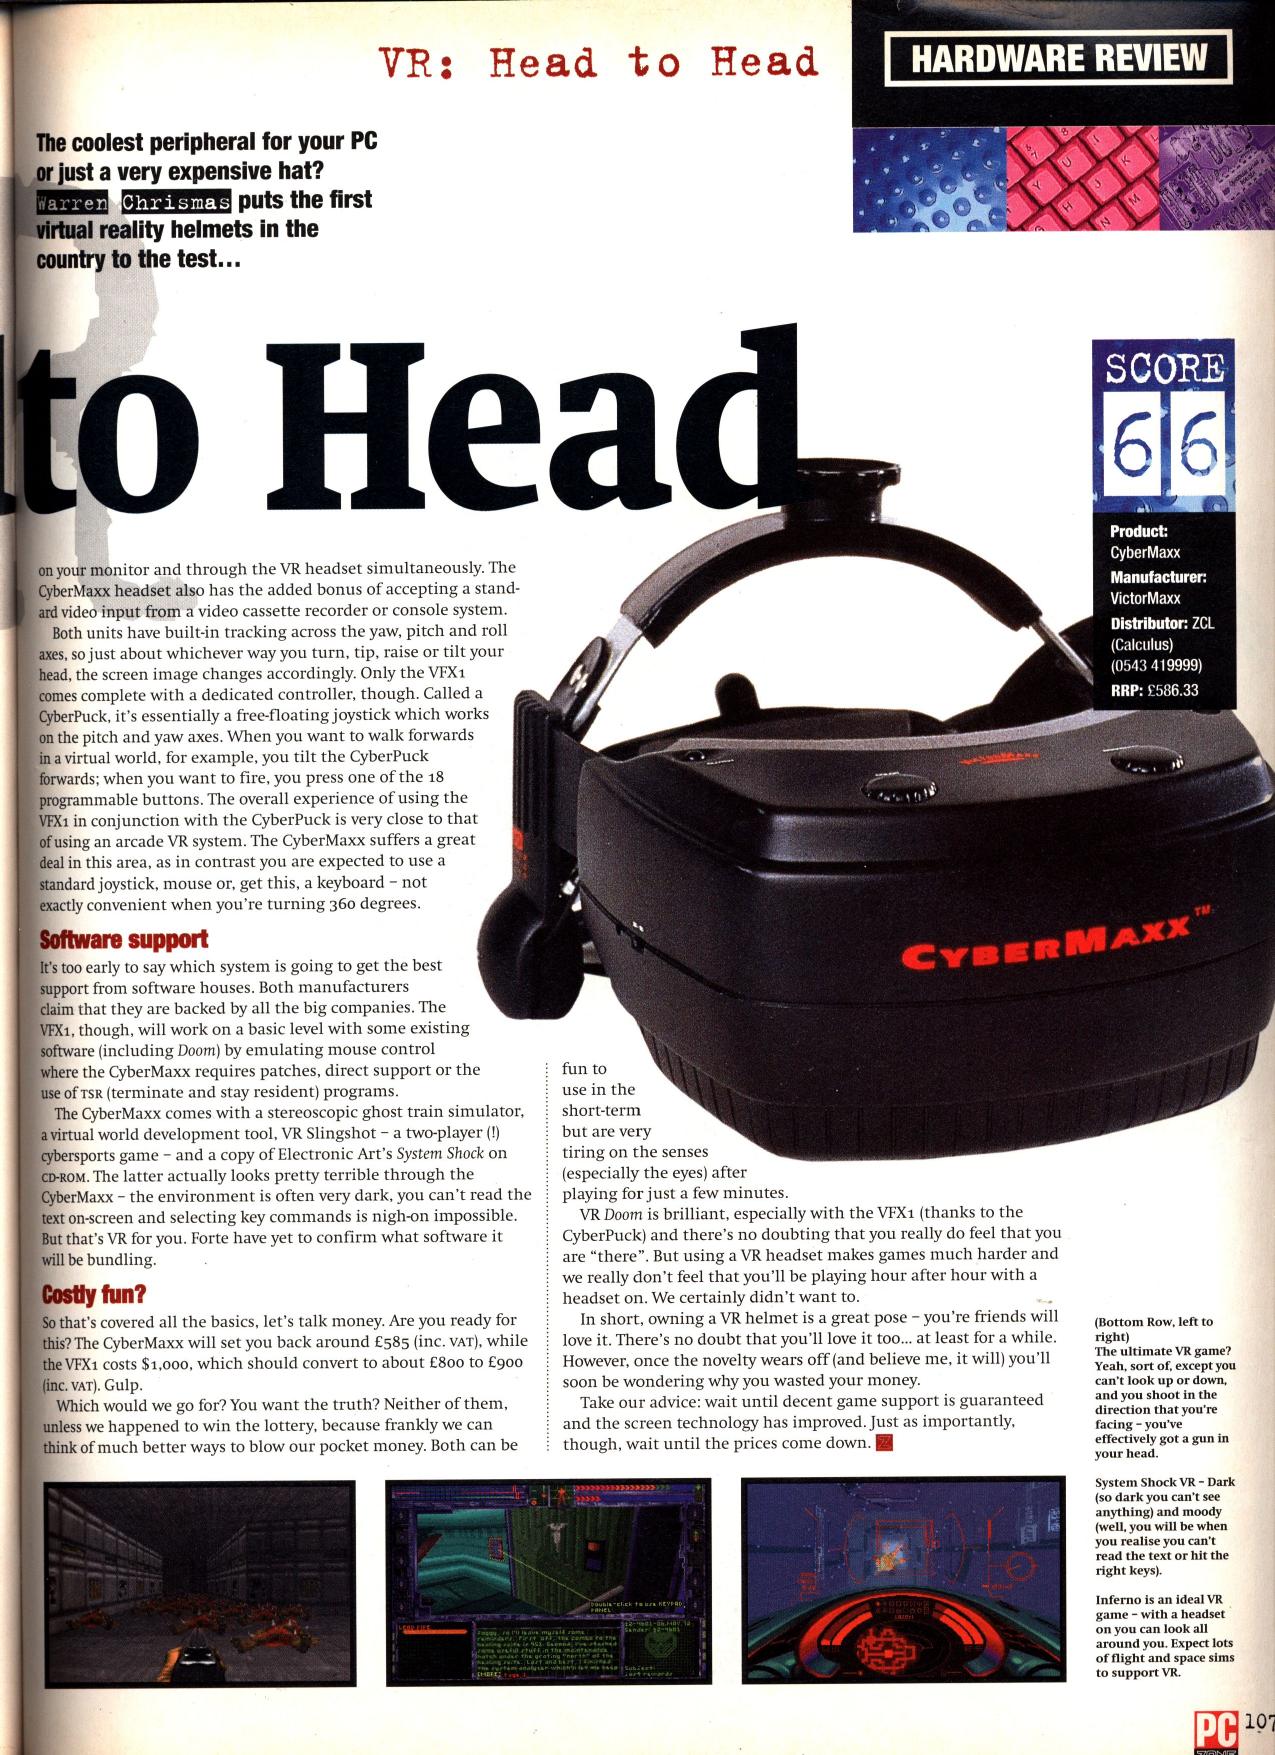 VR: Head to Head
HARDWARE REVIEW
The coolest peripheral for your PC
or just a very expensive hat?
Warren Chrismas puts the first
virtual reality helmets in the
country to the test...
to Head
SCORE
66
Product:
CyberMaxx
Manufacturer:
VictorMaxx
Distributor: ZCL
(Calculus)
(0543 419999)
RRP: £586.33
on your monitor and through the VR headset simultaneously. The
CyberMaxx headset also has the added bonus of accepting a stand-
ard video input from a video cassette recorder or console system.
Both units have built-in tracking across the yaw, pitch and roll
axes, so just about whichever way you turn, tip, raise or tilt your
head, the screen image changes accordingly. Only the VFX1
comes complete with a dedicated controller, though. Called a
CyberPuck, it's essentially a free-floating joystick which works
on the pitch and yaw axes. When you want to walk forwards
in a virtual world, for example, you tilt the CyberPuck
forwards; when you want to fire, you press one of the 18
programmable buttons. The overall experience of using the
VFX1 in conjunction with the CyberPuck is very close to that
of using an arcade VR system. The CyberMaxx suffers a great
deal in this area, as in contrast you are expected to use a
standard joystick, mouse or, get this, a keyboard – not
exactly convenient when you're turning 360 degrees.
Software support
It's too early to say which system is going to get the best
support from software houses. Both manufacturers
claim that they are backed by all the big companies. The
VFX1, though, will work on a basic level with some existing
software (including Doom) by emulating mouse control
where the CyberMaxx requires patches, direct support or the
use of TSR (terminate and stay resident) programs.
The CyberMaxx comes with a stereoscopic ghost train simulator,
a virtual world development tool, VR Slingshot – a two-player (!)
cybersports game – and a copy of Electronic Art's System Shock on
CD-ROM. The latter actually looks pretty terrible through the
CyberMaxx – the environment is often very dark, you can't read the
text on-screen and selecting key commands is nigh-on impossible.
But that's VR for you. Forte have yet to confirm what software it
will be bundling.
Costly fun?
So that's covered all the basics, let's talk money. Are you ready for
this? The CyberMaxx will set you back around £585 (inc. VAT), while
the VFX1 costs $1,000, which should convert to about £800 to £900
(inc. VAT). Gulp.
Which would we go for? You want the truth? Neither of them,
unless we happened to win the lottery, because frankly we can
think of much better ways to blow our pocket money. Both can be
fun to
use in the
short-term
but are very
tiring on the senses
(especially the eyes) after
playing for just a few minutes.
VR Doom is brilliant, especially with the VFX1 (thanks to the
CyberPuck) and there's no doubting that you really do feel that you
are "there". But using a VR headset makes games much harder and
we really don't feel that you'll be playing hour after hour with a
headset on. We certainly didn't want to.
In short, owning a VR helmet is a great pose – you're friends will
love it. There's no doubt that you'll love it too... at least for a while.
However, once the novelty wears off (and believe me, it will) you'll
soon be wondering why you wasted your money.
Take our advice: wait until decent game support is guaranteed
and the screen technology has improved. Just as importantly,
though, wait until the prices come down. Z
CYBERMAXX™
(Bottom Row, left to
right)
The ultimate VR game?
Yeah, sort of, except you
can't look up or down,
and you shoot in the
direction that you're
facing – you've
effectively got a gun in
your head.
System Shock VR – Dark
(so dark you can't see
anything) and moody
(well, you will be when
you realise you can't
read the text or hit the
right keys).
Inferno is an ideal VR
game – with a headset
on you can look all
around you. Expect lots
of flight and space sims
to support VR.
Double-click to use KEYPAD
PANEL
PC
ZONE
107